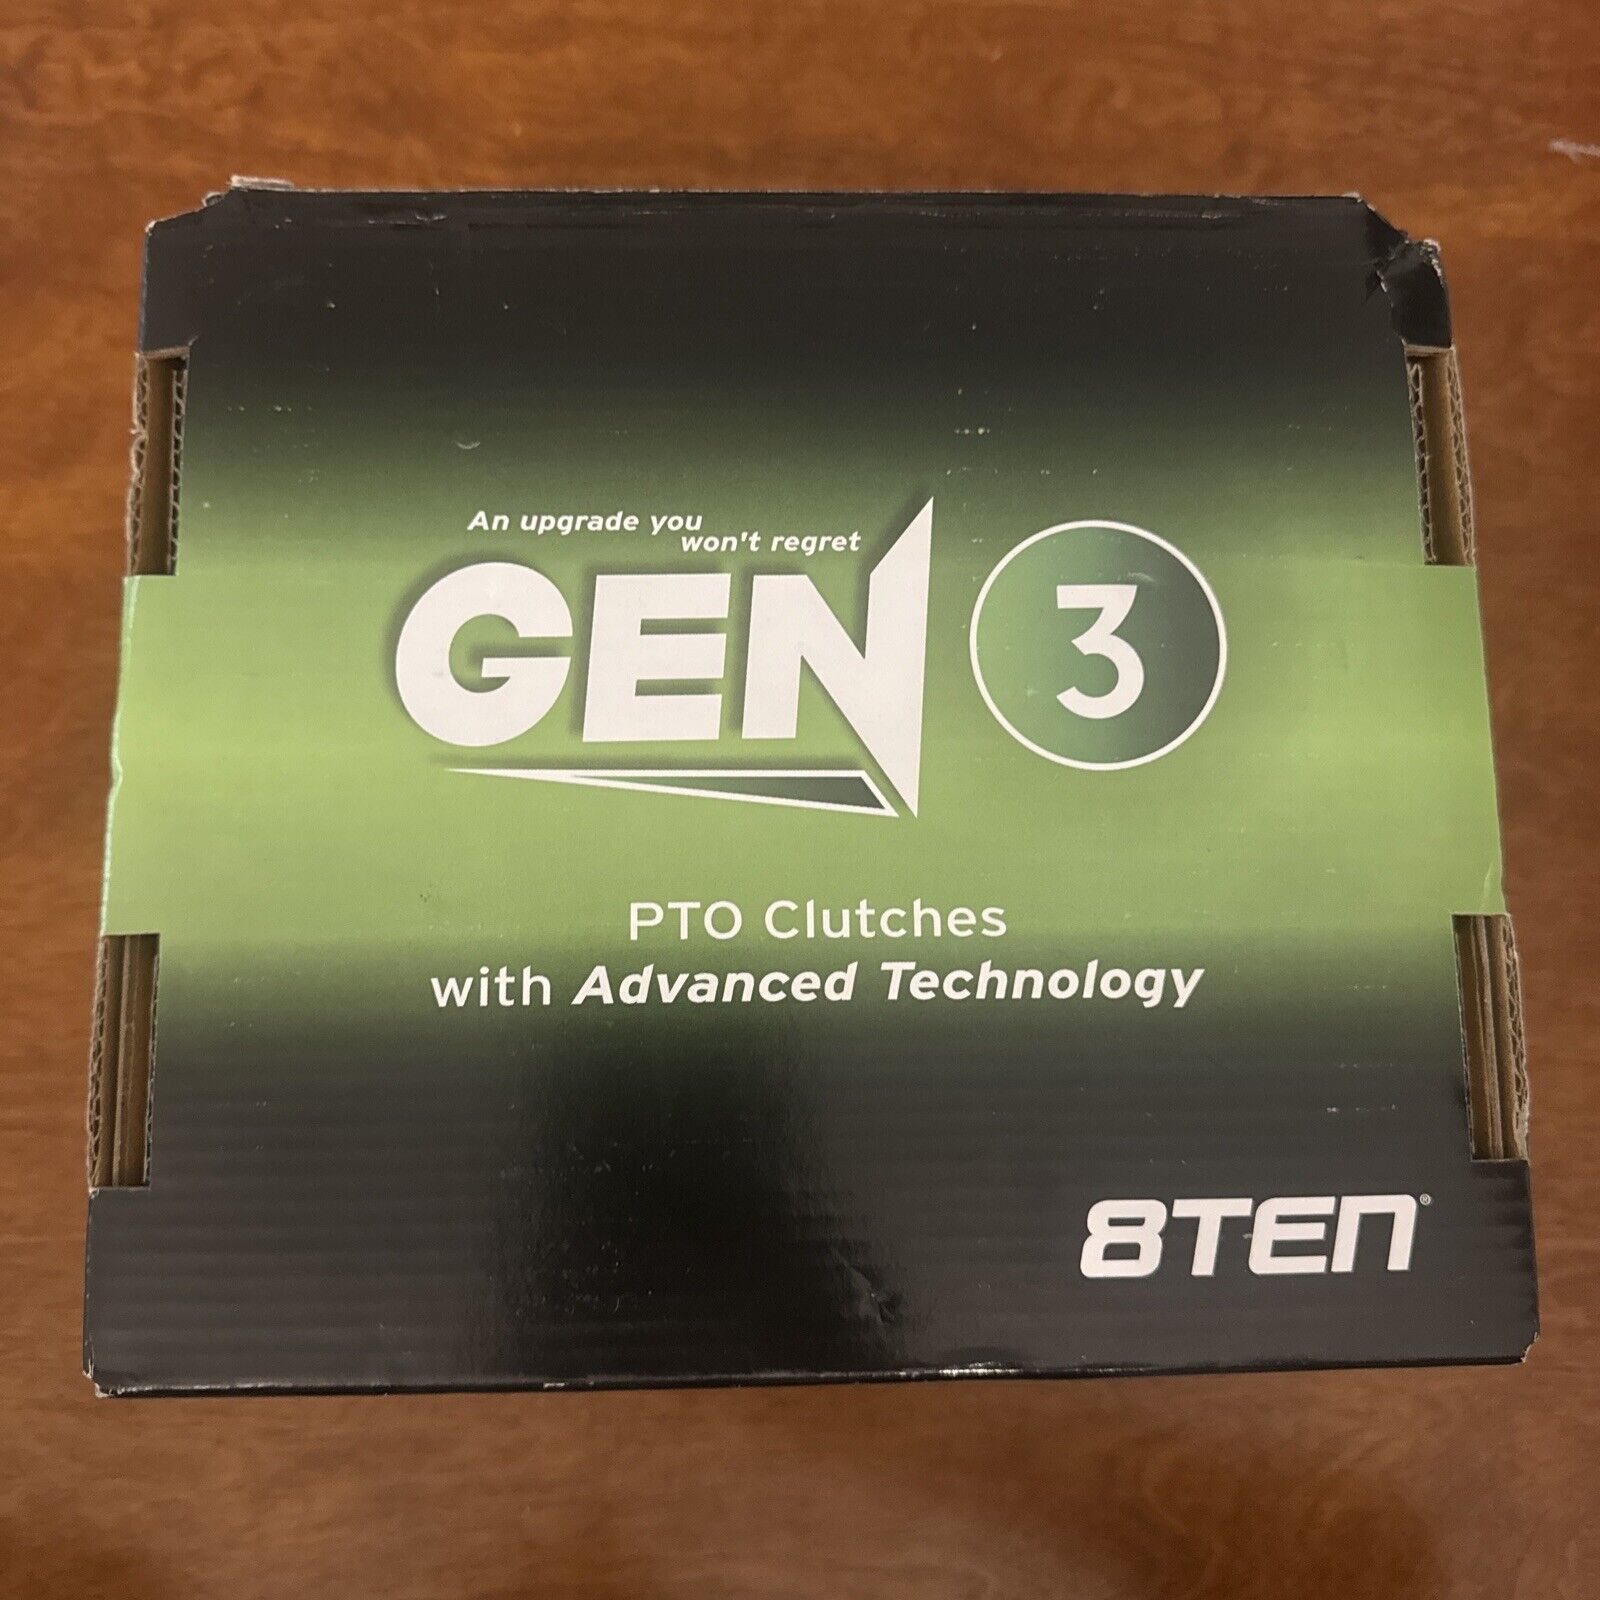 An upgrade you
won't regret
GEN 3
PTO Clutches
with Advanced Technology
8TEN®